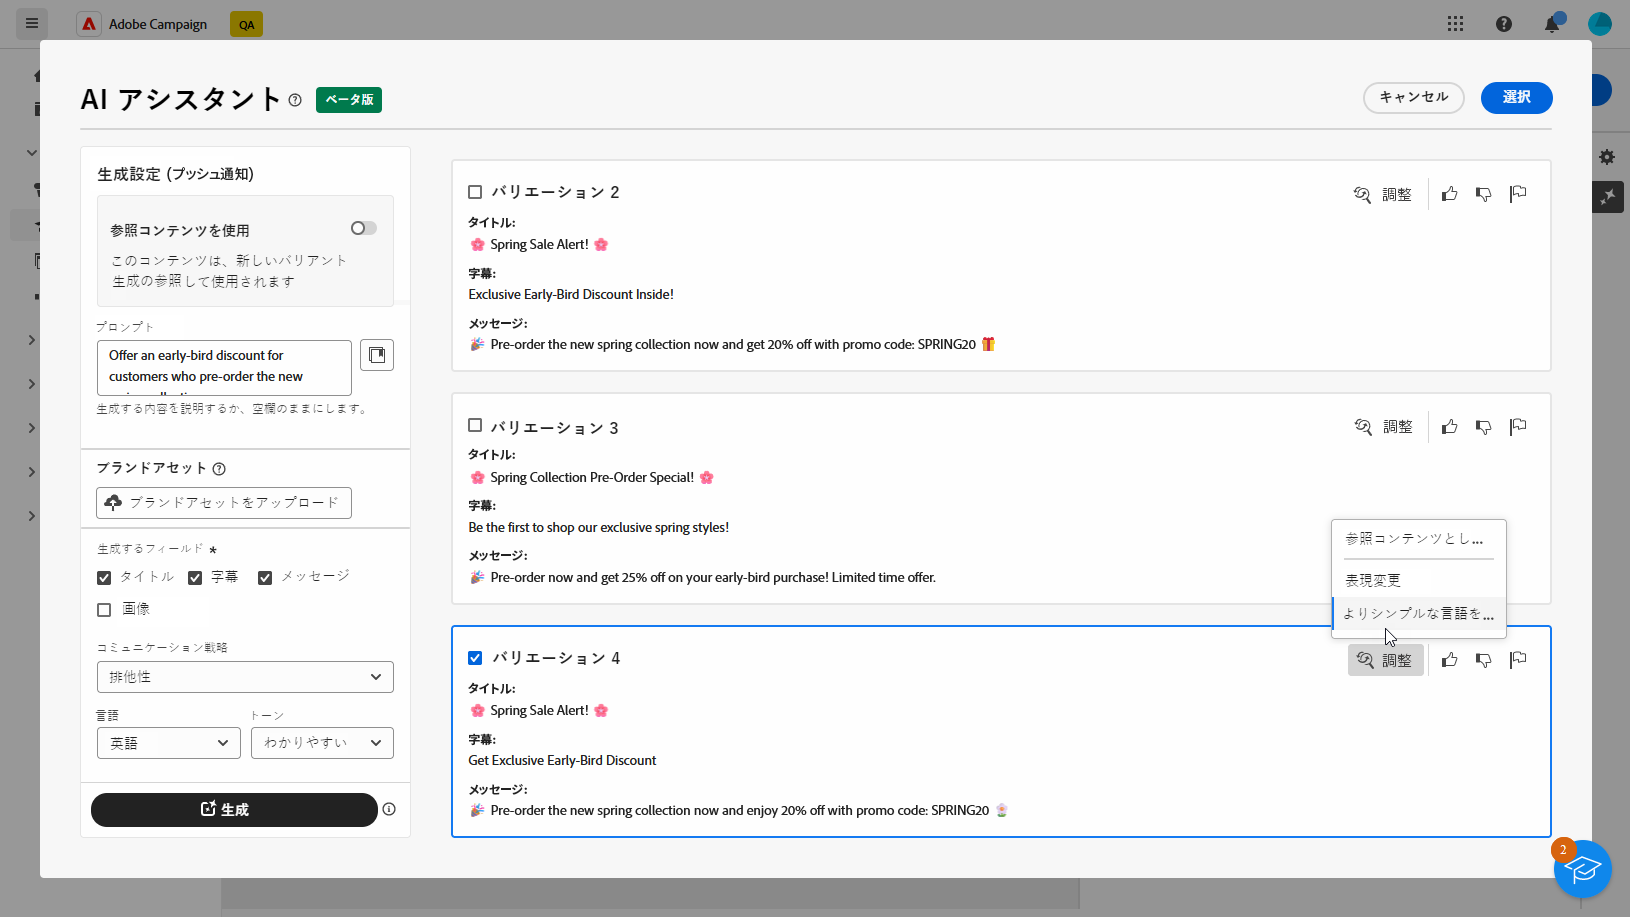 Adobe Campaign
QA
AI アシスタント
ベータ版
キャンセル
選択
生成設定 (プッシュ通知)
参照コンテンツを使用
このコンテンツは、新しいバリアント
生成の参照して使用されます
プロンプト
Offer an early-bird discount for
customers who pre-order the new
生成する内容を説明するか、空欄のままにします。
ブランドアセット
ブランドアセットをアップロード
生成するフィールド *
タイトル
字幕
メッセージ
画像
コミュニケーション戦略
排他性
言語
トーン
英語
わかりやすい
生成
バリエーション 2
調整
タイトル:
🌸 Spring Sale Alert! 🌸
字幕:
Exclusive Early-Bird Discount Inside!
メッセージ:
🎉 Pre-order the new spring collection now and get 20% off with promo code: SPRING20 🎁
バリエーション 3
調整
タイトル:
🌸 Spring Collection Pre-Order Special! 🌸
字幕:
Be the first to shop our exclusive spring styles!
メッセージ:
🎉 Pre-order now and get 25% off on your early-bird purchase! Limited time offer.
参照コンテンツとし...
表現変更
よりシンプルな言語を...
バリエーション 4
調整
タイトル:
🌸 Spring Sale Alert! 🌸
字幕:
Get Exclusive Early-Bird Discount
メッセージ:
🎉 Pre-order the new spring collection now and enjoy 20% off with promo code: SPRING20 🌷
2